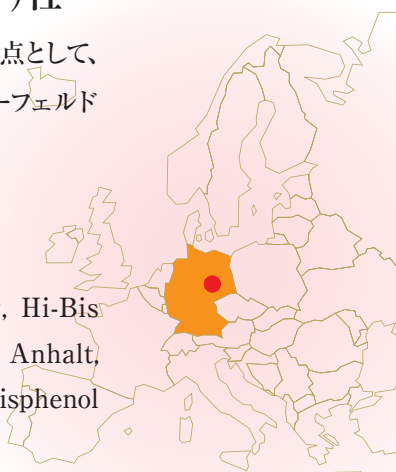 点として、
ーフェルド
, Hi-Bis
Anhalt,
isphenol